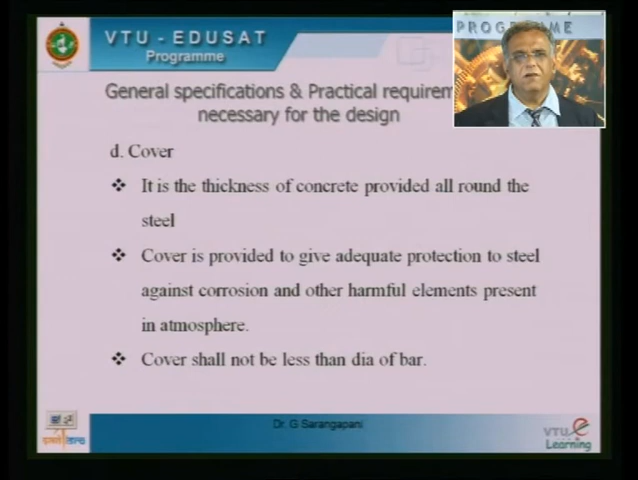 VTU - EDUSAT
Programme
PROGRAMME
General specifications & Practical requirem
necessary for the design
d. Cover
❖ It is the thickness of concrete provided all round the
steel
❖ Cover is provided to give adequate protection to steel
against corrosion and other harmful elements present
in atmosphere.
❖ Cover shall not be less than dia of bar.
Dr. G Sarangapani
VTU e
Learning